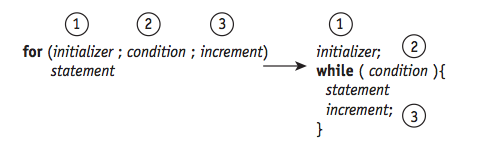 1 2 3
for (initializer ; condition ; increment)
statement
1
initializer;
2
while ( condition ){
statement
increment;
3
}